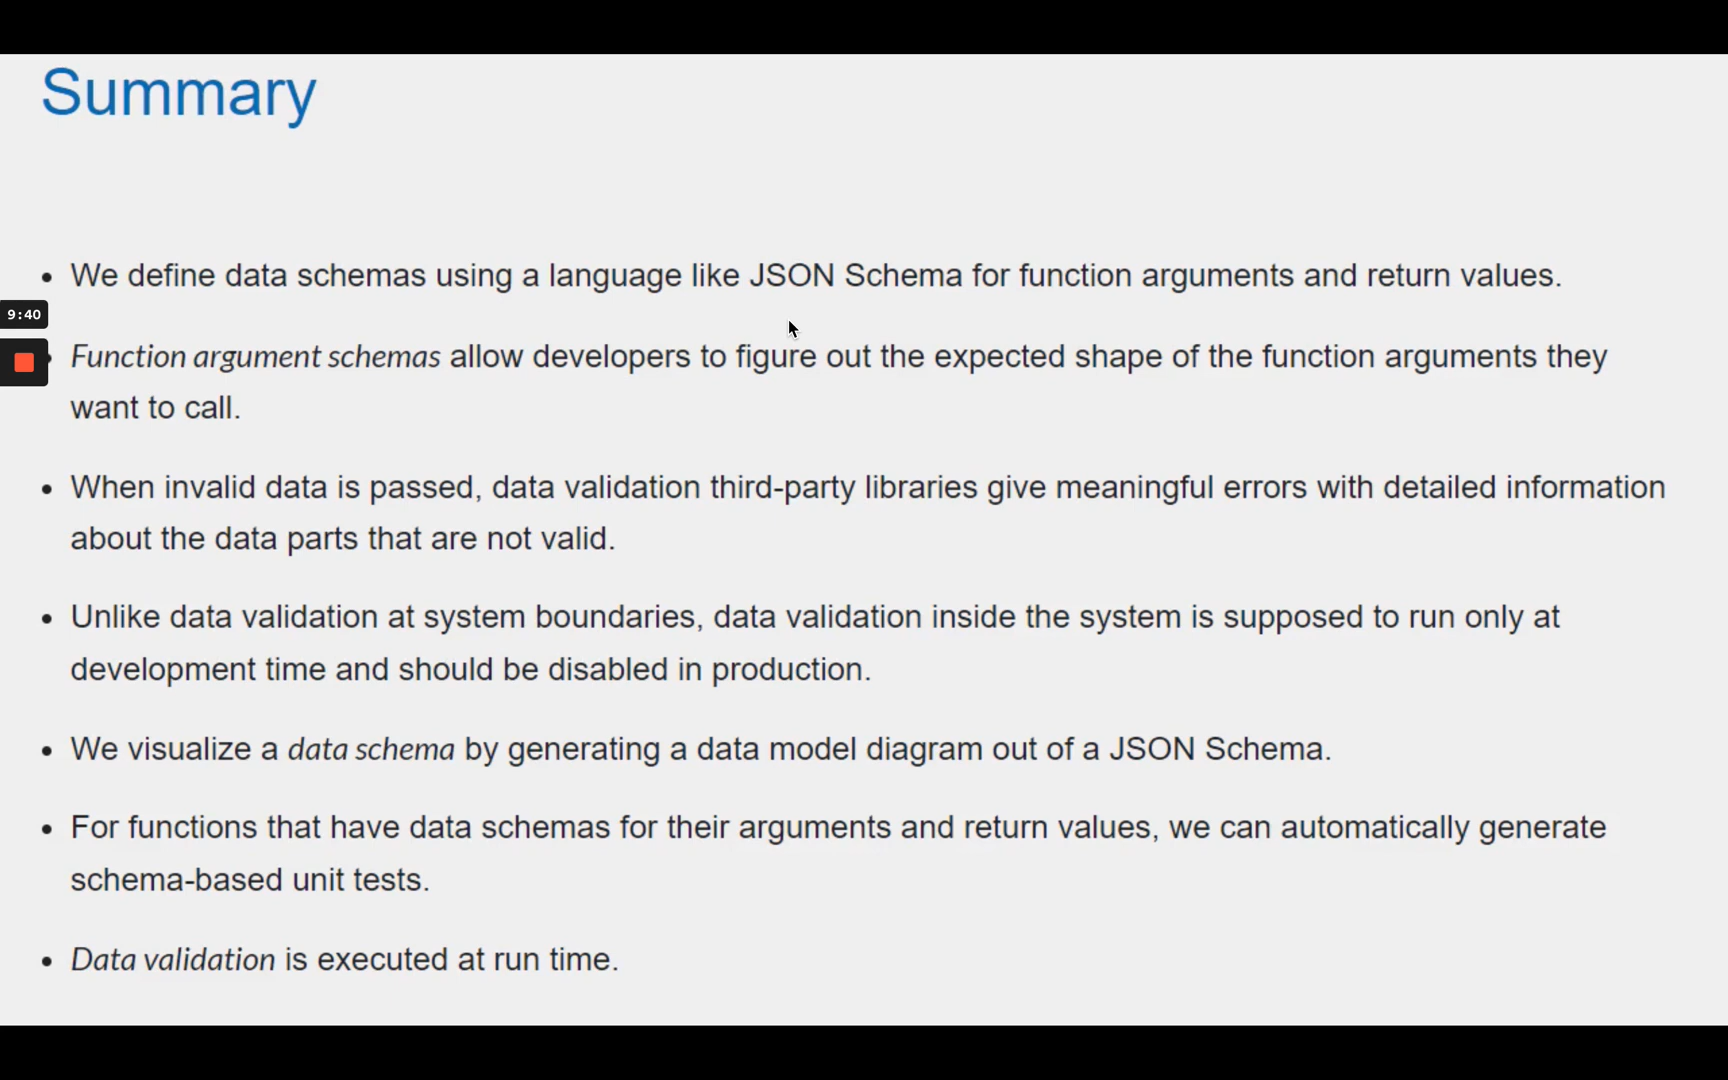 Summary
We define data schemas using a language like JSON Schema for function arguments and return values.
9:40
Function argument schemas allow developers to figure out the expected shape of the function arguments they
want to call.
When invalid data is passed, data validation third-party libraries give meaningful errors with detailed information
about the data parts that are not valid.
Unlike data validation at system boundaries, data validation inside the system is supposed to run only at
development time and should be disabled in production.
We visualize a data schema by generating a data model diagram out of a JSON Schema.
For functions that have data schemas for their arguments and return values, we can automatically generate
schema-based unit tests.
Data validation is executed at run time.